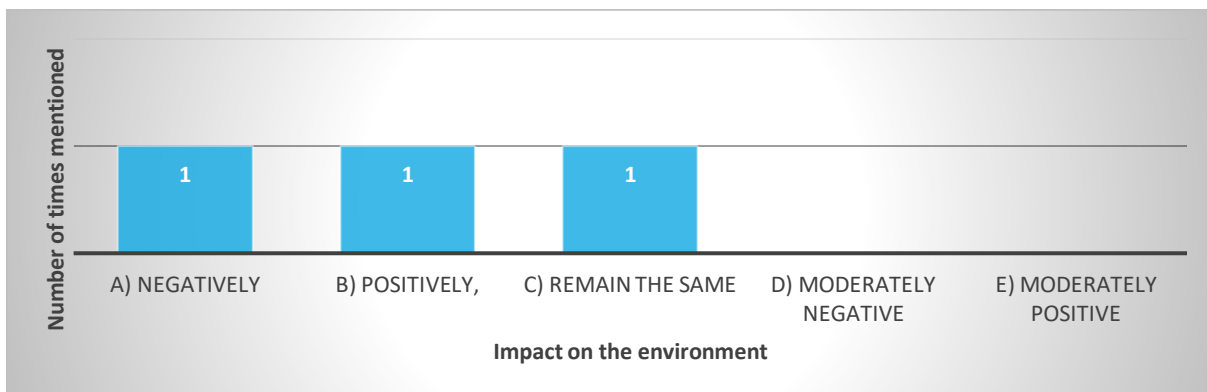 Number of times mentioned
1
1
1
A) NEGATIVELY
B) POSITIVELY,
C) REMAIN THE SAME
D) MODERATELY
NEGATIVE
E) MODERATELY
POSITIVE
Impact on the environment